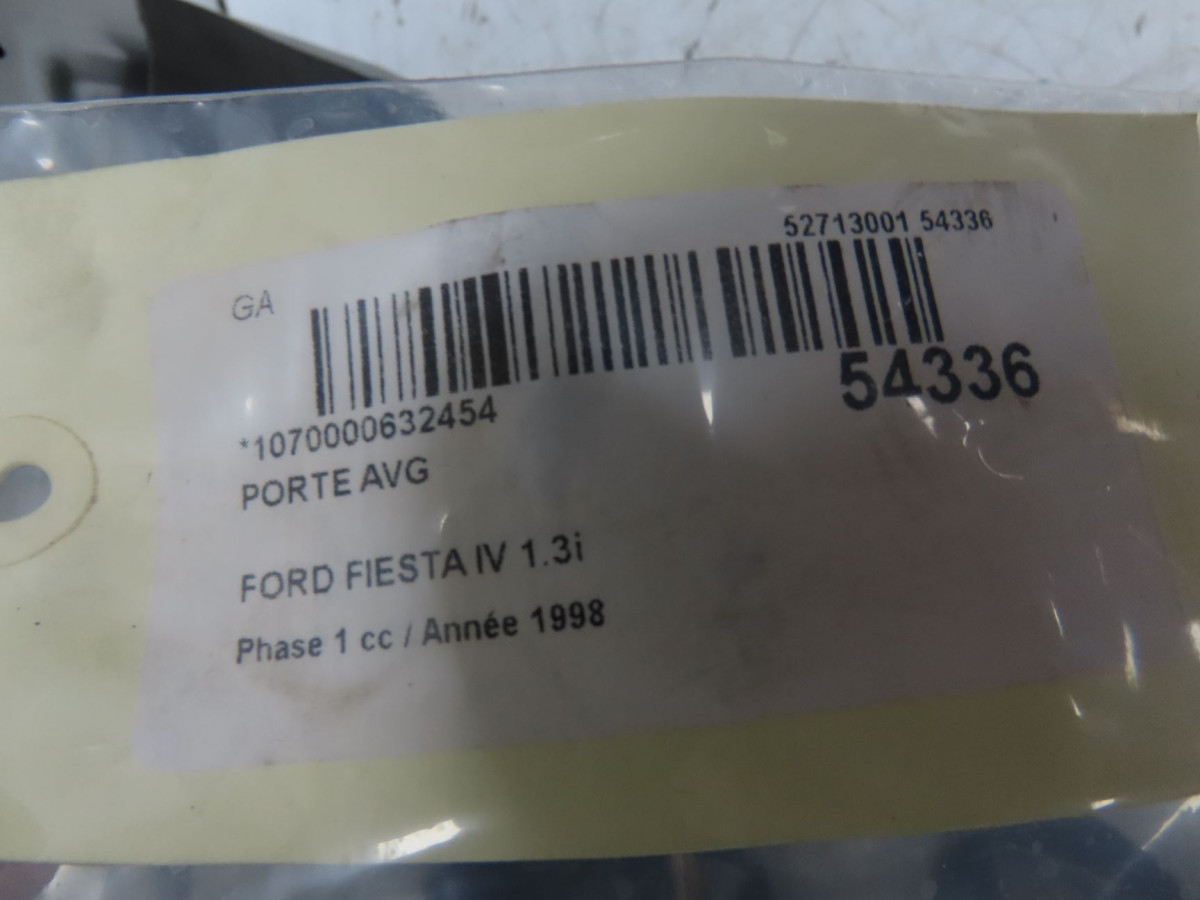 52713001 54336
GA
54336
*1070000632454
PORTE AVG
FORD FIESTA IV 1.3i
Phase 1 cc / Année 1998